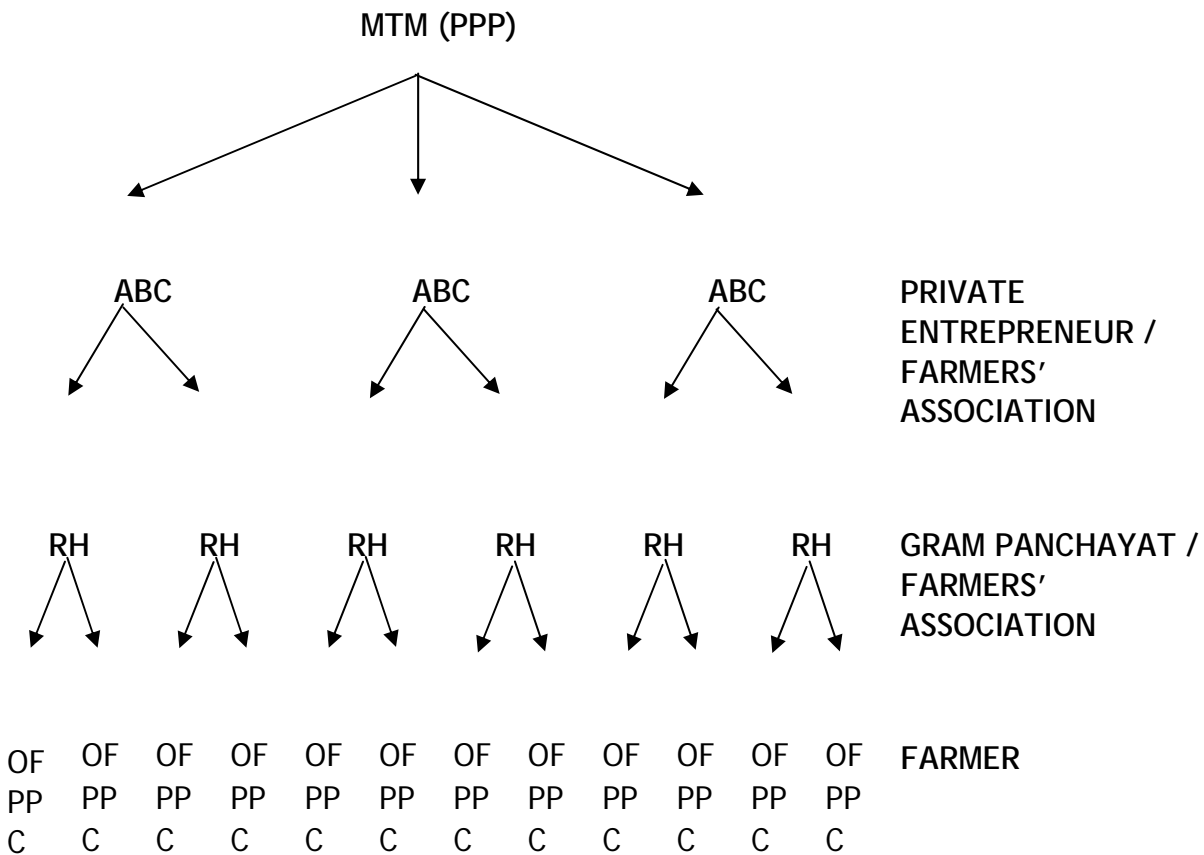 MTM (PPP)
ABC ABC ABC
PRIVATE
ENTREPRENEUR /
FARMERS’
ASSOCIATION
RH RH RH RH RH RH
GRAM PANCHAYAT /
FARMERS’
ASSOCIATION
OF OF OF OF OF OF OF OF OF OF OF OF
PP PP PP PP PP PP PP PP PP PP PP PP
C C C C C C C C C C C C
FARMER